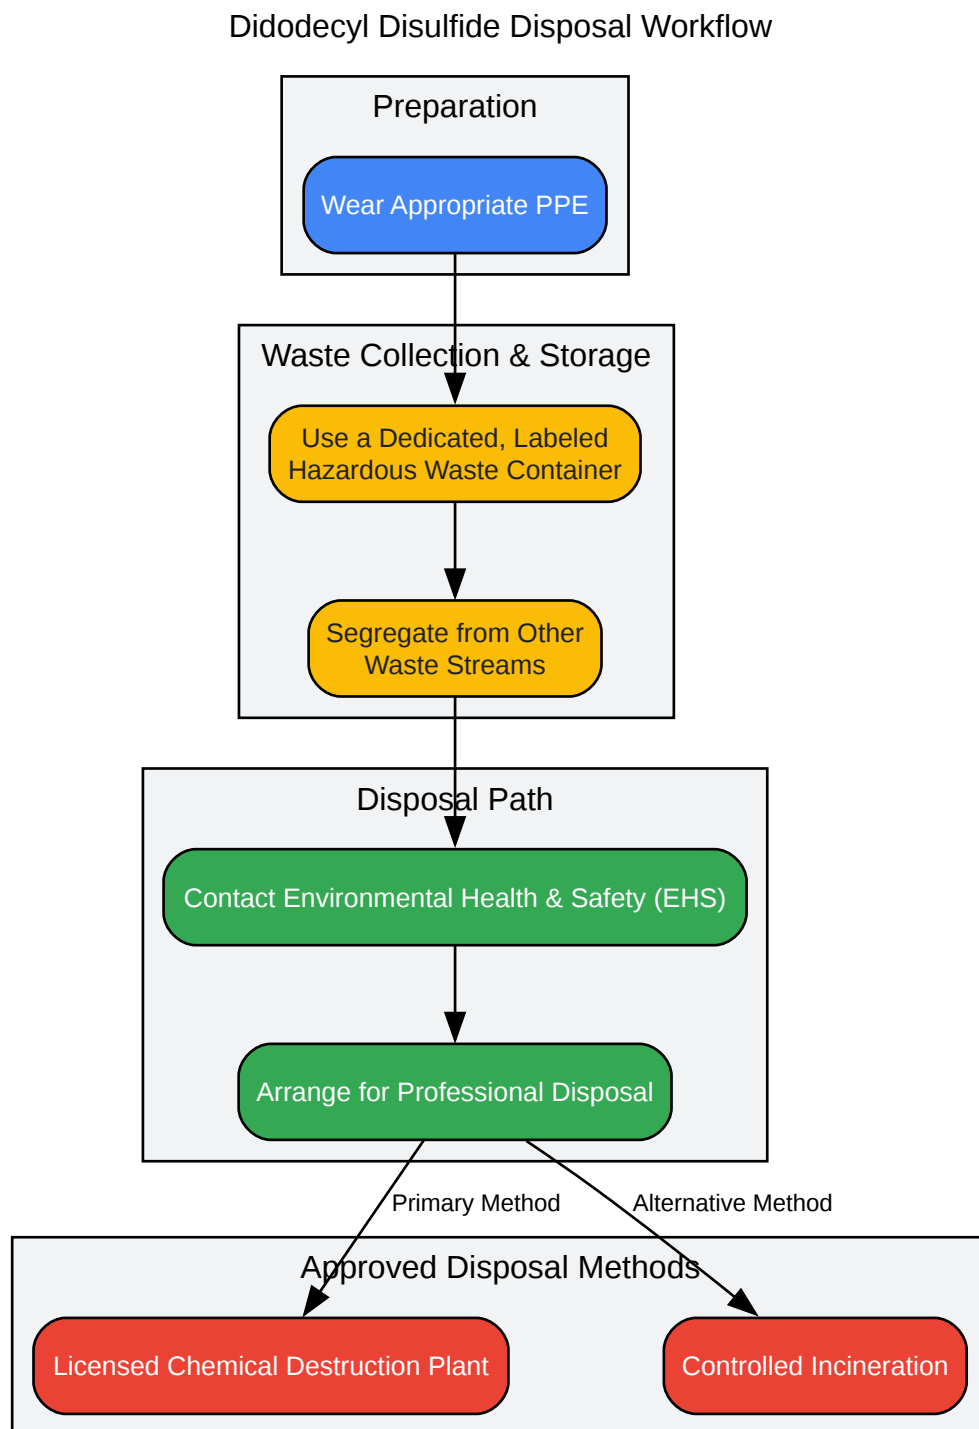 Didodecyl Disulfide Disposal Workflow
Preparation
Wear Appropriate PPE
Waste Collection & Storage
Use a Dedicated, Labeled
Hazardous Waste Container
Segregate from Other
Waste Streams
Disposal Path
Contact Environmental Health & Safety (EHS)
Arrange for Professional Disposal
Primary Method
Alternative Method
Approved Disposal Methods
Licensed Chemical Destruction Plant
Controlled Incineration